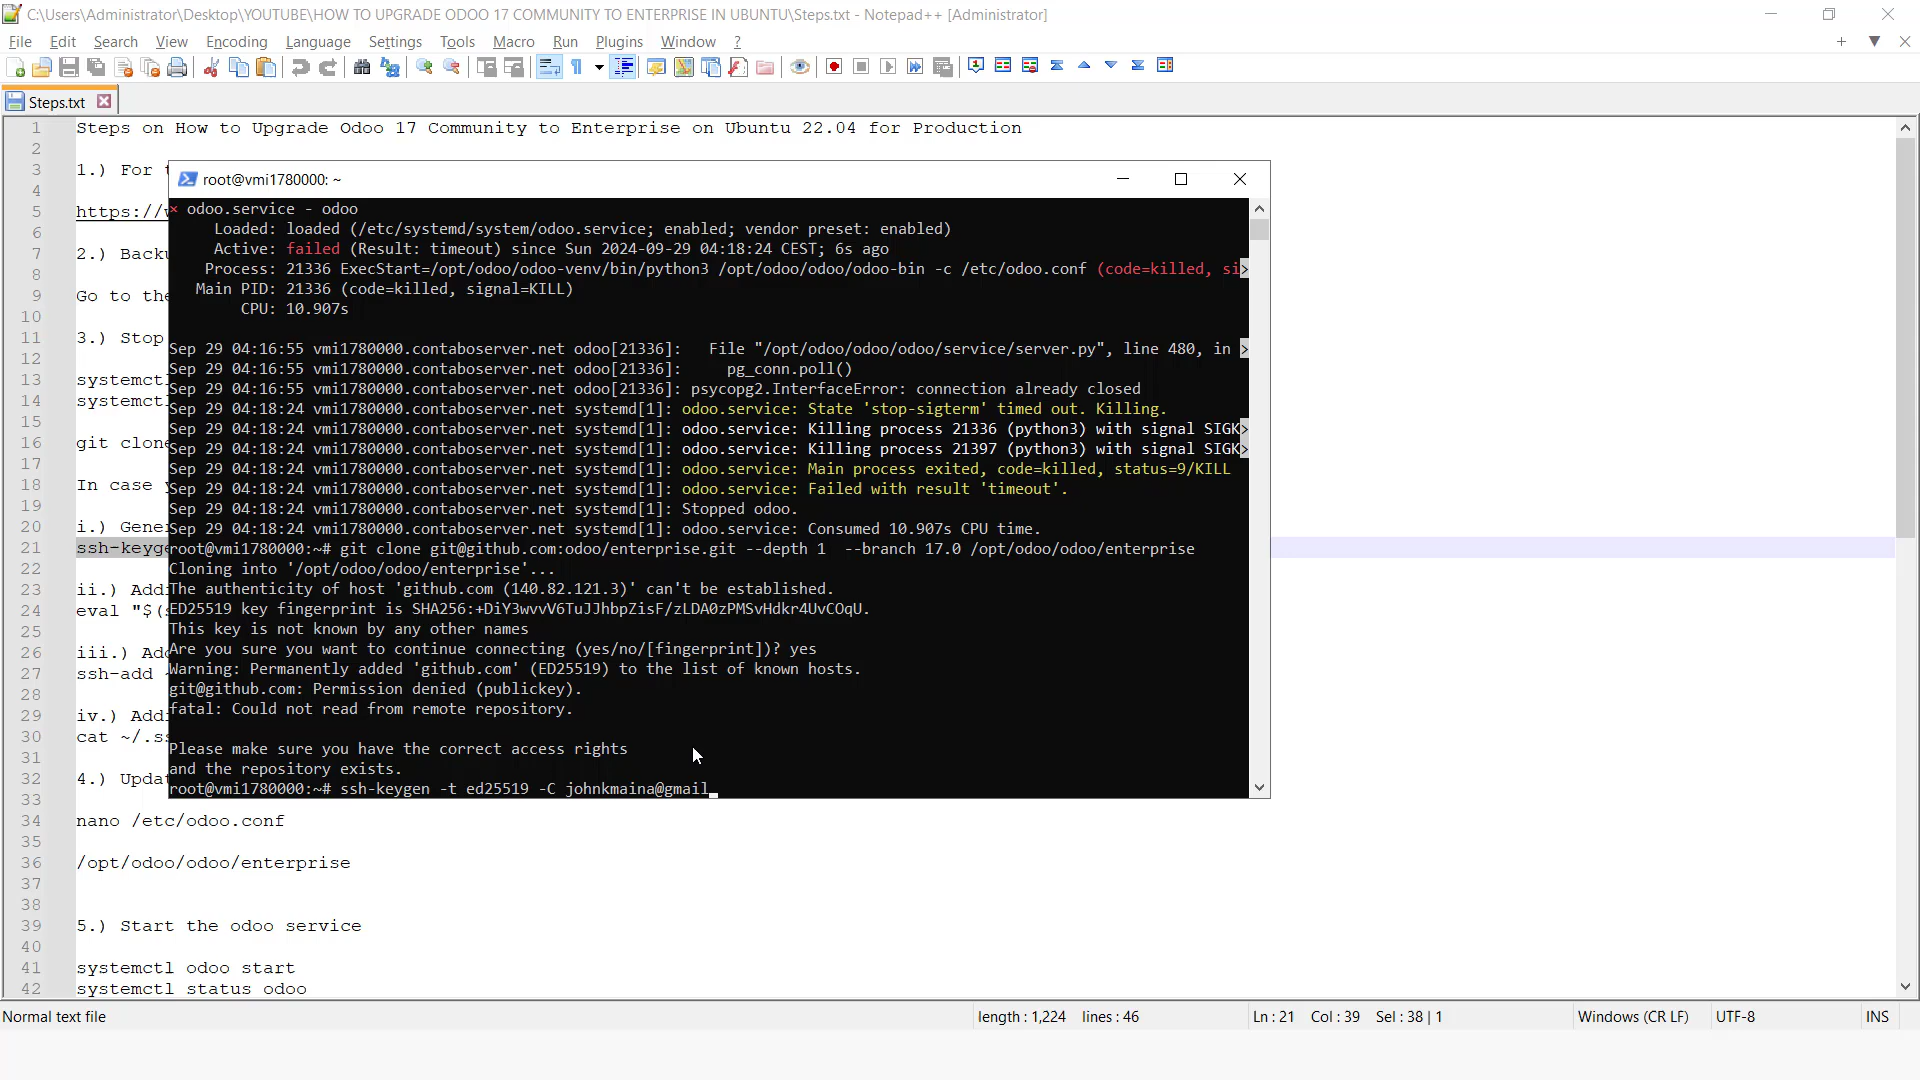 C:\Users\Administrator\Desktop\YOUTUBE\HOW TO UPGRADE ODOO 17 COMMUNITY TO ENTERPRISE IN UBUNTU\Steps.txt - Notepad++ [Administrator]
File Edit Search View Encoding Language Settings Tools Macro Run Plugins Window ?
Steps.txt
1 Steps on How to Upgrade Odoo 17 Community to Enterprise on Ubuntu 22.04 for Production
2
3 1.) For
4
5 https://
6
7 2.) Back
8
9 Go to the
10
11 3.) Stop
12
13 systemctl
14 systemctl
15
16 git clone
17
18 In case
19
20 i.) Gene
21 ssh-keyge
22
23 ii.) Add
24 eval "$(
25
26 iii.) Ad
27 ssh-add
28
29 iv.) Add
30 cat ~/.s
31
32 4.) Upda
33
34 nano /etc/odoo.conf
35
36 /opt/odoo/odoo/enterprise
37
38
39 5.) Start the odoo service
40
41 systemctl odoo start
42 systemctl status odoo
root@vmi1780000: ~
× odoo.service - odoo
Loaded: loaded (/etc/systemd/system/odoo.service; enabled; vendor preset: enabled)
Active: failed (Result: timeout) since Sun 2024-09-29 04:18:24 CEST; 6s ago
Process: 21336 ExecStart=/opt/odoo/odoo-venv/bin/python3 /opt/odoo/odoo/odoo-bin -c /etc/odoo.conf (code=killed, si>
Main PID: 21336 (code=killed, signal=KILL)
CPU: 10.907s
Sep 29 04:16:55 vmi1780000.contaboserver.net odoo[21336]:   File "/opt/odoo/odoo/odoo/service/server.py", line 480, in >
Sep 29 04:16:55 vmi1780000.contaboserver.net odoo[21336]:     pg_conn.poll()
Sep 29 04:16:55 vmi1780000.contaboserver.net odoo[21336]: psycopg2.InterfaceError: connection already closed
Sep 29 04:18:24 vmi1780000.contaboserver.net systemd[1]: odoo.service: State 'stop-sigterm' timed out. Killing.
Sep 29 04:18:24 vmi1780000.contaboserver.net systemd[1]: odoo.service: Killing process 21336 (python3) with signal SIGK>
Sep 29 04:18:24 vmi1780000.contaboserver.net systemd[1]: odoo.service: Killing process 21397 (python3) with signal SIGK>
Sep 29 04:18:24 vmi1780000.contaboserver.net systemd[1]: odoo.service: Main process exited, code=killed, status=9/KILL
Sep 29 04:18:24 vmi1780000.contaboserver.net systemd[1]: odoo.service: Failed with result 'timeout'.
Sep 29 04:18:24 vmi1780000.contaboserver.net systemd[1]: Stopped odoo.
Sep 29 04:18:24 vmi1780000.contaboserver.net systemd[1]: odoo.service: Consumed 10.907s CPU time.
root@vmi1780000:~# git clone git@github.com:odoo/enterprise.git --depth 1  --branch 17.0 /opt/odoo/odoo/enterprise
Cloning into '/opt/odoo/odoo/enterprise'...
The authenticity of host 'github.com (140.82.121.3)' can't be established.
ED25519 key fingerprint is SHA256:+DiY3wvvV6TuJJhbpZisF/zLDA0zPMSvHdkr4UvCOqU.
This key is not known by any other names
Are you sure you want to continue connecting (yes/no/[fingerprint])? yes
Warning: Permanently added 'github.com' (ED25519) to the list of known hosts.
git@github.com: Permission denied (publickey).
fatal: Could not read from remote repository.
Please make sure you have the correct access rights
and the repository exists.
root@vmi1780000:~# ssh-keygen -t ed25519 -C johnkmaina@gmail
Normal text file length : 1,224 lines : 46 Ln : 21 Col : 39 Sel : 38 | 1 Windows (CR LF) UTF-8 INS